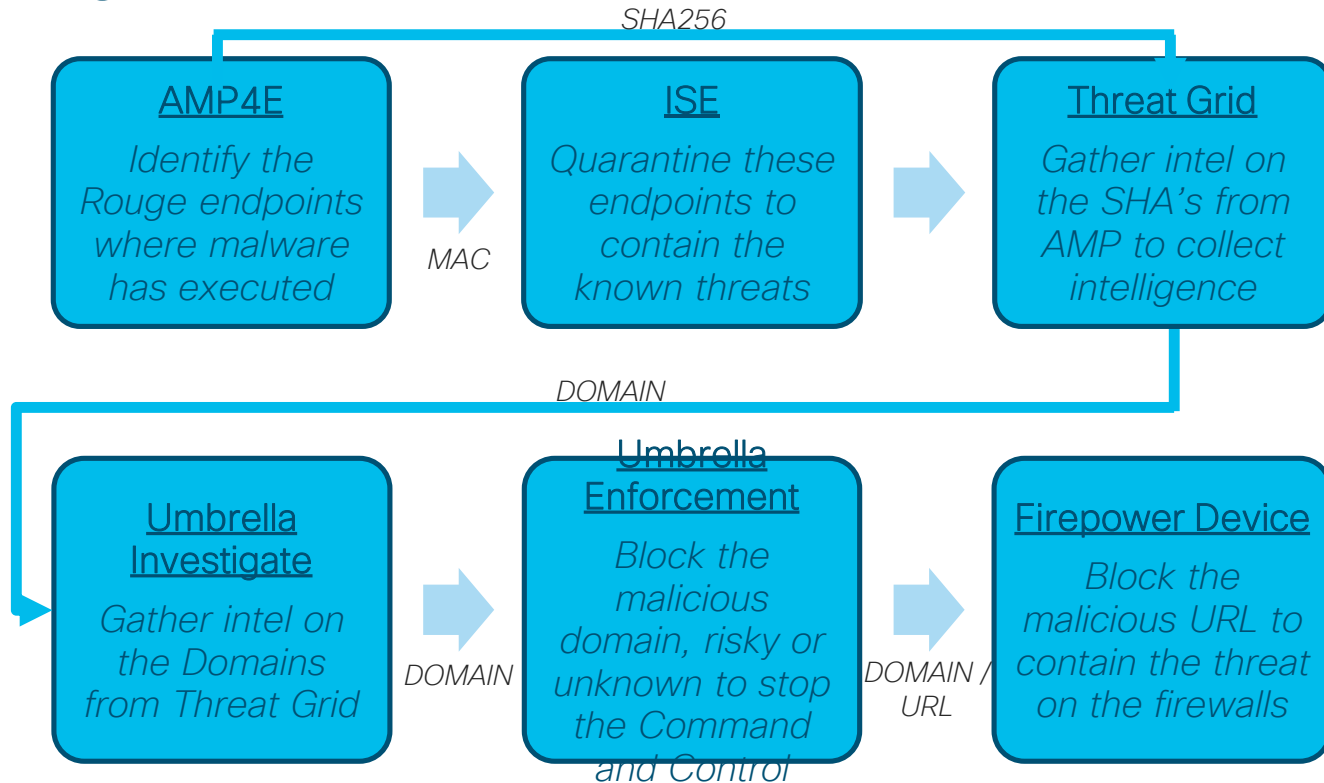 SHA256
AMP4E
Identify the
Rouge endpoints
where malware
has executed
MAC
ISE
Quarantine these
endpoints to
contain the
known threats
Threat Grid
Gather intel on
the SHA's from
AMP to collect
intelligence
DOMAIN
Umbrella
Investigate
Gather intel on
the Domains
from Threat Grid
DOMAIN
Umbrella
Enforcement
Block the
malicious
domain, risky or
unknown to stop
the Command
and Control
DOMAIN /
URL
Firepower Device
Block the
malicious URL to
contain the threat
on the firewalls